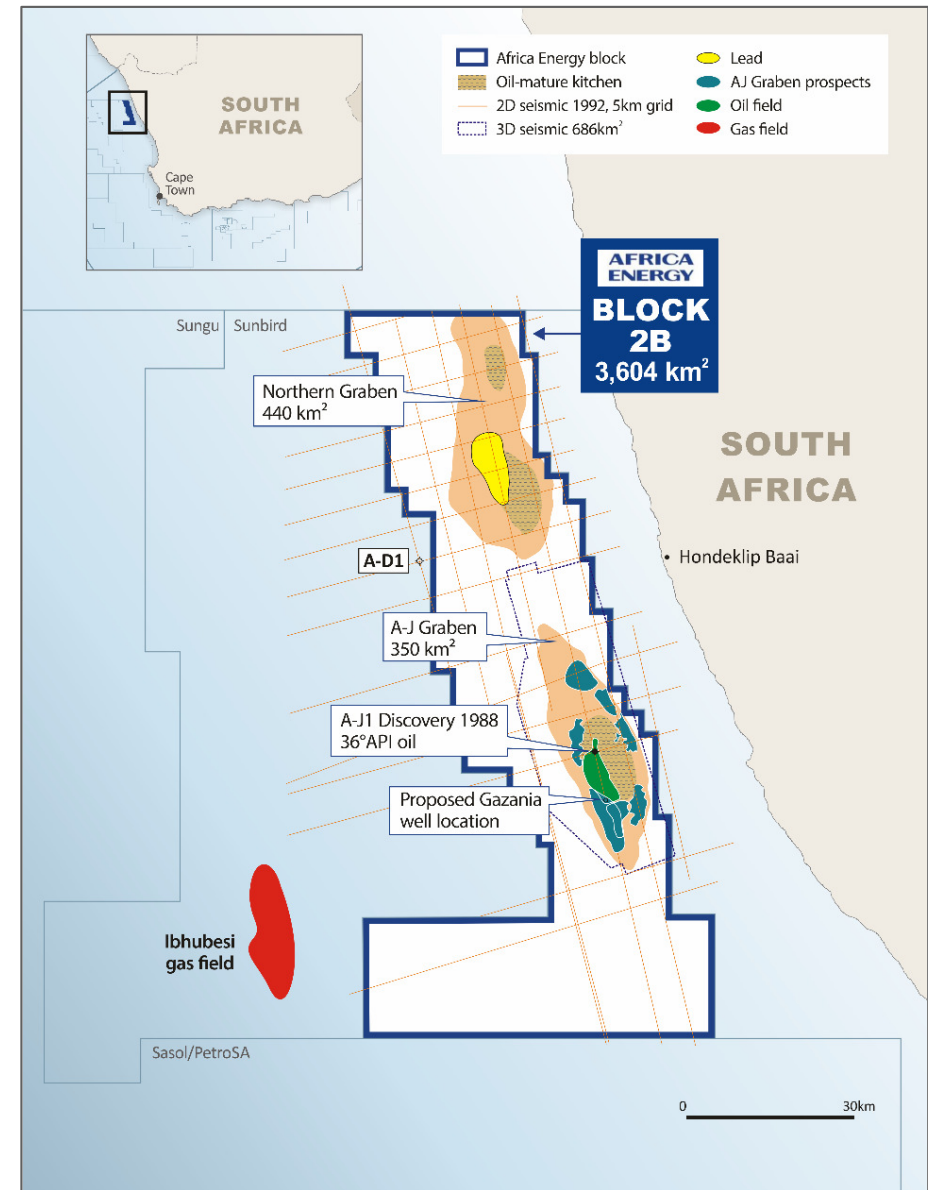 SOUTH
AFRICA
Cape
Town
Africa Energy block
Oil-mature kitchen
2D seismic 1992, 5km grid
3D seismic 686km²
Lead
AJ Graben prospects
Oil field
Gas field
AFRICA
ENERGY
BLOCK
2B
3,604 km²
Sungu
Sunbird
Northern Graben
440 km²
SOUTH
AFRICA
A-D1
Hondeklip Baai
A-J Graben
350 km²
A-J1 Discovery 1988
36°API oil
Proposed Gazania
well location
Ibhubesi
gas field
Sasol/PetroSA
0
30km